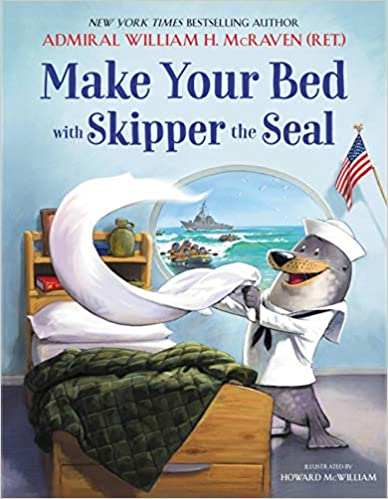 NEW YORK TIMES BESTSELLING AUTHOR
ADMIRAL WILLIAM H. McRAVEN (RET.)
Make Your Bed
with Skipper the Seal
ILLUSTRATED BY
HOWARD McWILLIAM